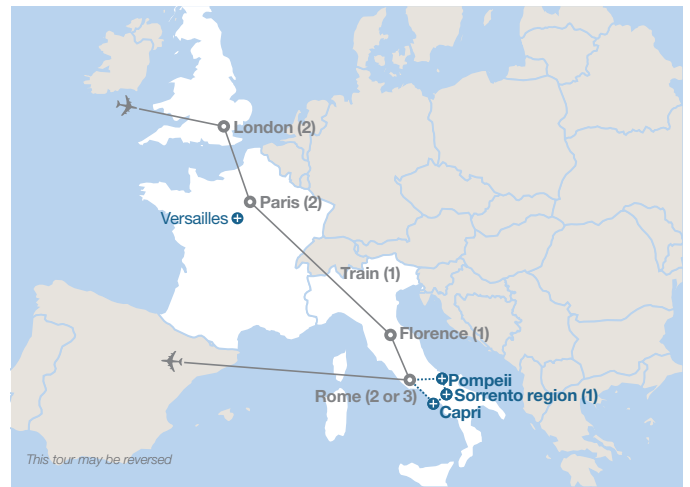 London (2)
Paris (2)
Versailles
Train (1)
Florence (1)
Pompeii
Rome (2 or 3)
Sorrento region (1)
Capri
This tour may be reversed